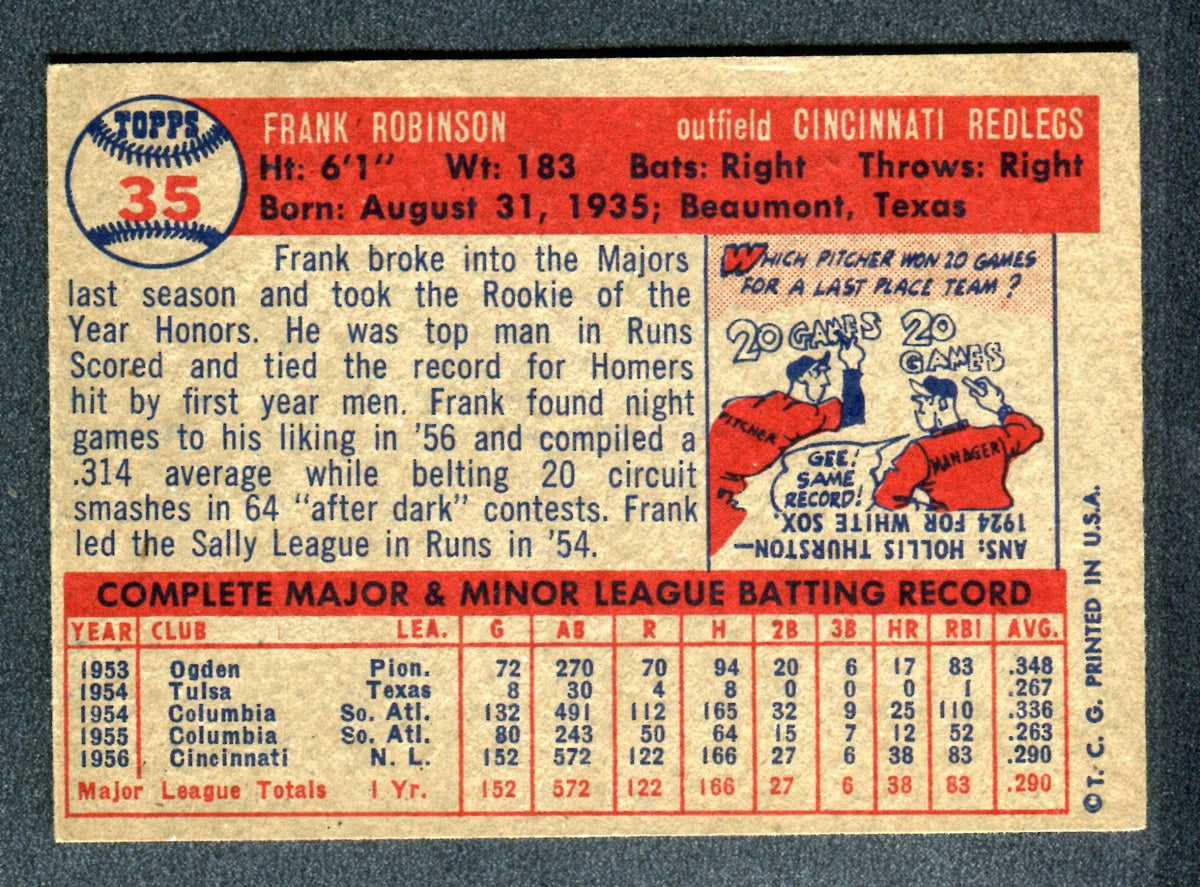 TOPPS
35
FRANK ROBINSON outfield CINCINNATI REDLEGS
Ht: 6'1" Wt: 183 Bats: Right Throws: Right
Born: August 31, 1935; Beaumont, Texas
Frank broke into the Majors
last season and took the Rookie of the
Year Honors. He was top man in Runs
Scored and tied the record for Homers
hit by first year men. Frank found night
games to his liking in '56 and compiled a
.314 average while belting 20 circuit
smashes in 64 "after dark" contests. Frank
led the Sally League in Runs in '54.
WHICH PITCHER WON 20 GAMES
FOR A LAST PLACE TEAM?
20 GAMES
20
GAMES
PITCHER
MANAGER
GEE!
SAME
RECORD!
ANS: HOLLIS THURSTON—
1924 FOR WHITE SOX
COMPLETE MAJOR & MINOR LEAGUE BATTING RECORD
YEAR CLUB LEA. G AB R H 2B 3B HR RBI AVG.
1953 Ogden Pion. 72 270 70 94 20 6 17 83 .348
1954 Tulsa Texas 8 30 4 8 0 0 0 1 .267
1954 Columbia So. Atl. 132 491 112 165 32 9 25 110 .336
1955 Columbia So. Atl. 80 243 50 64 15 7 12 52 .263
1956 Cincinnati N. L. 152 572 122 166 27 6 38 83 .290
Major League Totals 1 Yr. 152 572 122 166 27 6 38 83 .290
© T. C. G. PRINTED IN U.S.A.